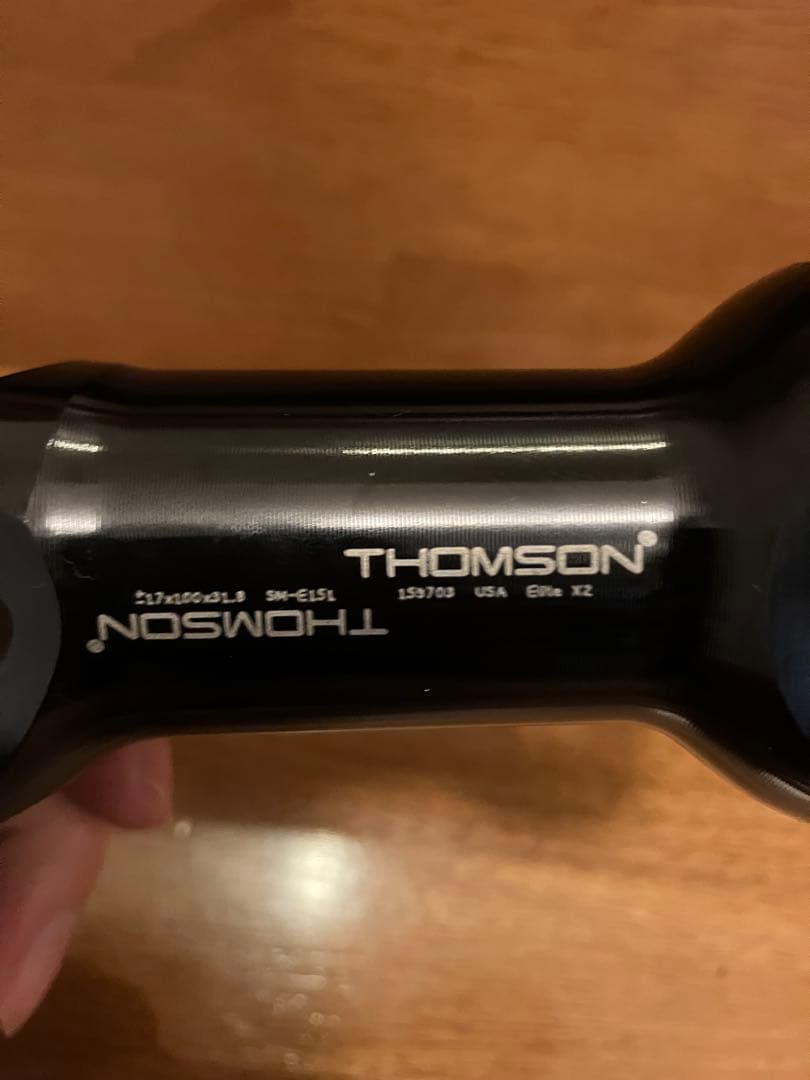 THOMSON®
±17x100x31.8 SM-E151 159703 USA Elite X2
THOMSON®